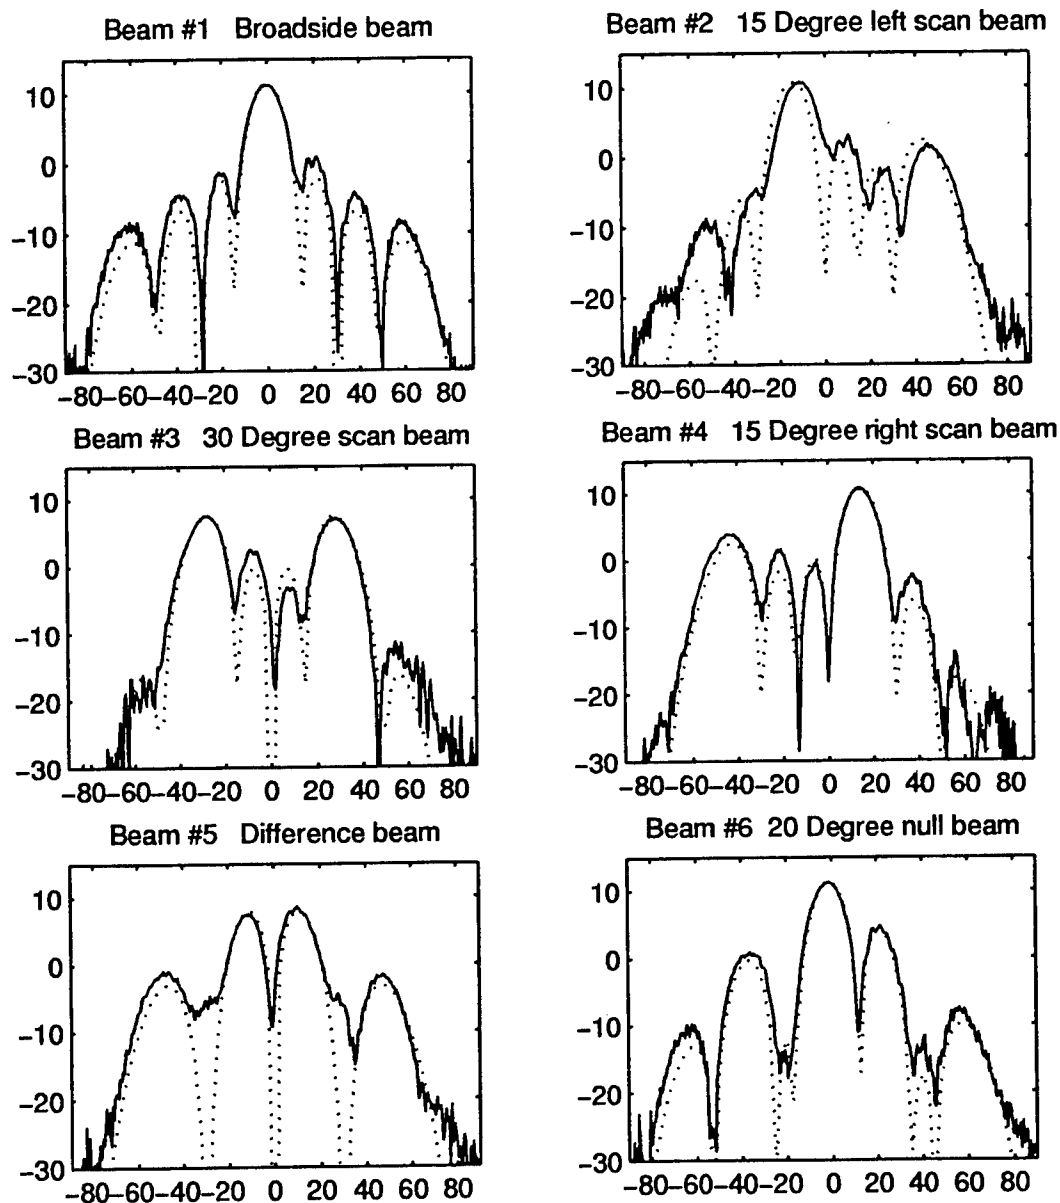 Beam #1 Broadside beam
10
0
−10
−20
−30
−80−60−40−20 0 20 40 60 80
Beam #2 15 Degree left scan beam
10
0
−10
−20
−30
−80−60−40−20 0 20 40 60 80
Beam #3 30 Degree scan beam
10
0
−10
−20
−30
−80−60−40−20 0 20 40 60 80
Beam #4 15 Degree right scan beam
10
0
−10
−20
−30
−80−60−40−20 0 20 40 60 80
Beam #5 Difference beam
10
0
−10
−20
−30
−80−60−40−20 0 20 40 60 80
Beam #6 20 Degree null beam
10
0
−10
−20
−30
−80−60−40−20 0 20 40 60 80